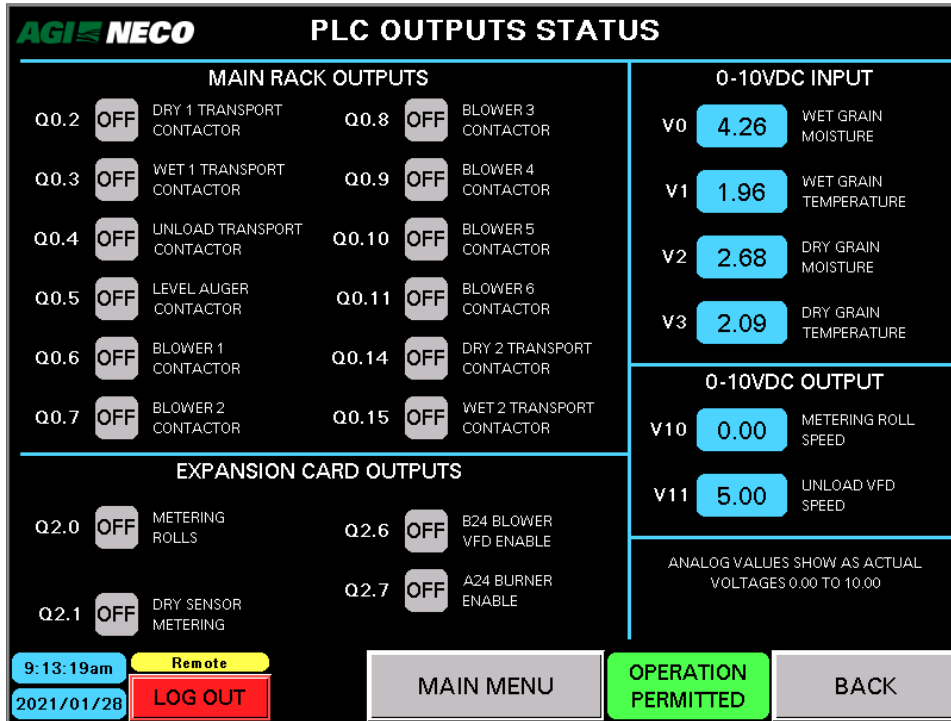 AGI NECO
PLC OUTPUTS STATUS
MAIN RACK OUTPUTS
Q0.2 OFF DRY 1 TRANSPORT
CONTACTOR
Q0.3 OFF WET 1 TRANSPORT
CONTACTOR
Q0.4 OFF UNLOAD TRANSPORT
CONTACTOR
Q0.5 OFF LEVEL AUGER
CONTACTOR
Q0.6 OFF BLOWER 1
CONTACTOR
Q0.7 OFF BLOWER 2
CONTACTOR
Q0.8 OFF BLOWER 3
CONTACTOR
Q0.9 OFF BLOWER 4
CONTACTOR
Q0.10 OFF BLOWER 5
CONTACTOR
Q0.11 OFF BLOWER 6
CONTACTOR
Q0.14 OFF DRY 2 TRANSPORT
CONTACTOR
Q0.15 OFF WET 2 TRANSPORT
CONTACTOR
EXPANSION CARD OUTPUTS
Q2.0 OFF METERING
ROLLS
Q2.1 OFF DRY SENSOR
METERING
Q2.6 OFF B24 BLOWER
VFD ENABLE
Q2.7 OFF A24 BURNER
ENABLE
0-10VDC INPUT
V0 4.26 WET GRAIN
MOISTURE
V1 1.96 WET GRAIN
TEMPERATURE
V2 2.68 DRY GRAIN
MOISTURE
V3 2.09 DRY GRAIN
TEMPERATURE
0-10VDC OUTPUT
V10 0.00 METERING ROLL
SPEED
V11 5.00 UNLOAD VFD
SPEED
ANALOG VALUES SHOW AS ACTUAL
VOLTAGES 0.00 TO 10.00
9:13:19am
2021/01/28
Remote
LOG OUT
MAIN MENU
OPERATION
PERMITTED
BACK